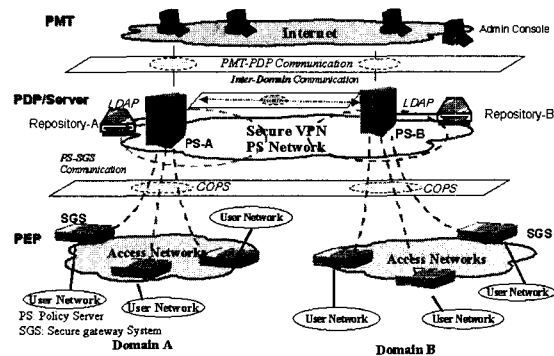 PMT
Internet
Admin Console
PMT-PDP Communication
Inter-Domain Communication
PDP/Server
LDAP
LDAP
Repository-A
Repository-B
Secure VPN
PS Network
PS-A
PS-B
PS-SGS
Communication
COPS
COPS
SGS
User Network
SGS
PEP
Access Networks
Access Networks
User Network
User Network
User Network
User Network
User Network
PS: Policy Server
SGS: Secure gateway System
Domain A
Domain B